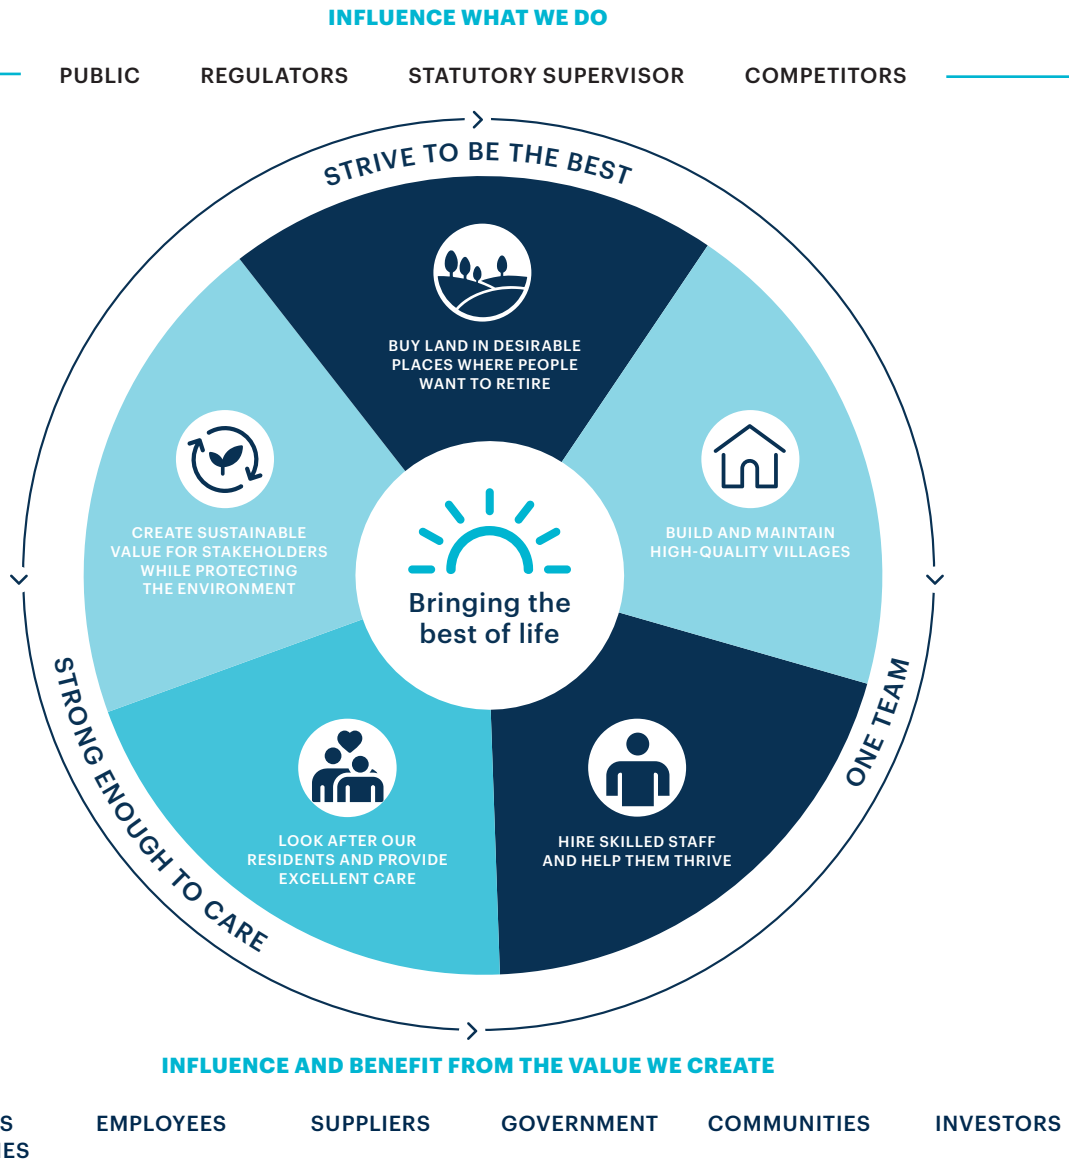 INFLUENCE WHAT WE DO
PUBLIC REGULATORS STATUTORY SUPERVISOR COMPETITORS
STRIVE TO BE THE BEST
BUY LAND IN DESIRABLE
PLACES WHERE PEOPLE
WANT TO RETIRE
CREATE SUSTAINABLE
VALUE FOR STAKEHOLDERS
WHILE PROTECTING
THE ENVIRONMENT
BUILD AND MAINTAIN
HIGH-QUALITY VILLAGES
Bringing the
best of life
STRONG ENOUGH TO CARE
ONE TEAM
LOOK AFTER OUR
RESIDENTS AND PROVIDE
EXCELLENT CARE
HIRE SKILLED STAFF
AND HELP THEM THRIVE
INFLUENCE AND BENEFIT FROM THE VALUE WE CREATE
EMPLOYEES SUPPLIERS GOVERNMENT COMMUNITIES INVESTORS